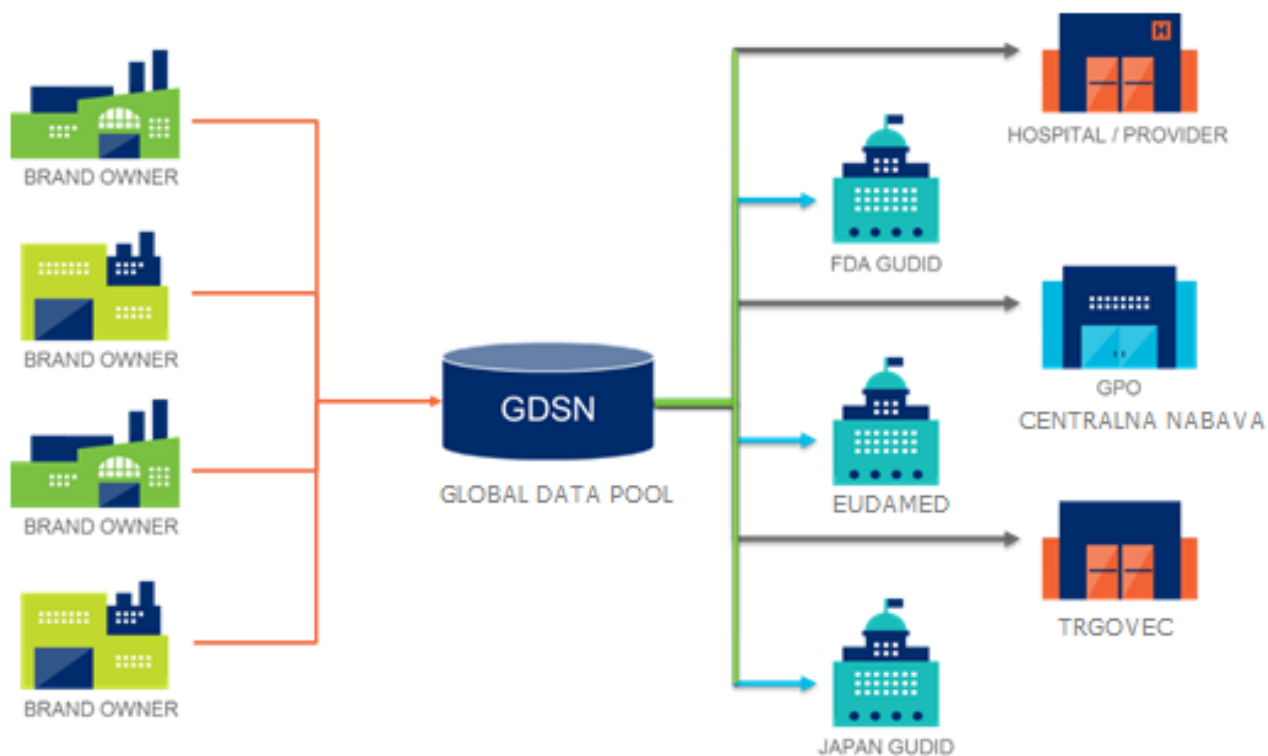 BRAND OWNER
BRAND OWNER
BRAND OWNER
BRAND OWNER
GDSN
GLOBAL DATA POOL
H
HOSPITAL / PROVIDER
FDA GUDID
GPO
CENTRALNA NABAVA
EUDAMED
TRGOVEC
JAPAN GUDID